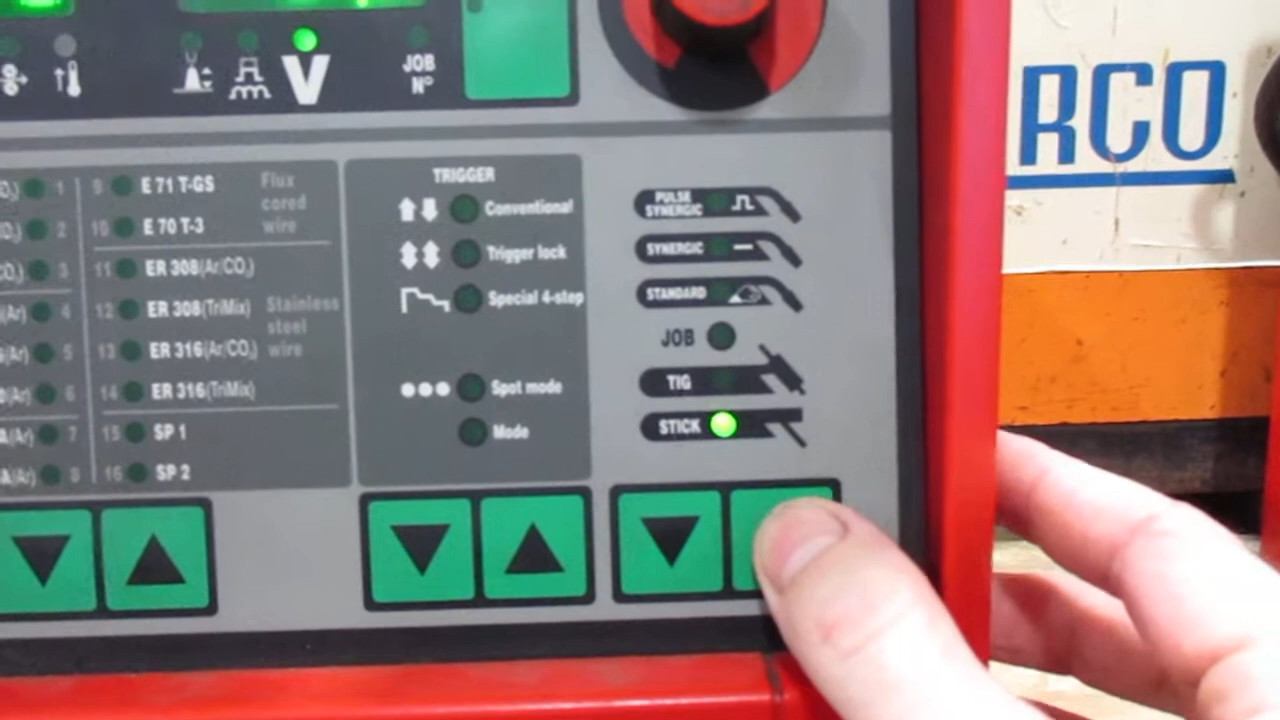 V
JOB
N°
RCO
TRIGGER
Conventional
Trigger lock
Special 4-step
Spot mode
Mode
1
2
3
4
5
6
7
8
9 E 71 T-GS
10 E 70 T-3
Flux
cored
wire
11 ER 308(Ar/CO₂)
12 ER 308(TriMix)
13 ER 316(Ar/CO₂)
14 ER 316(TriMix)
Stainless
steel
wire
15 SP 1
16 SP 2
PULSE
SYNERGIC
SYNERGIC
STANDARD
JOB
TIG
STICK